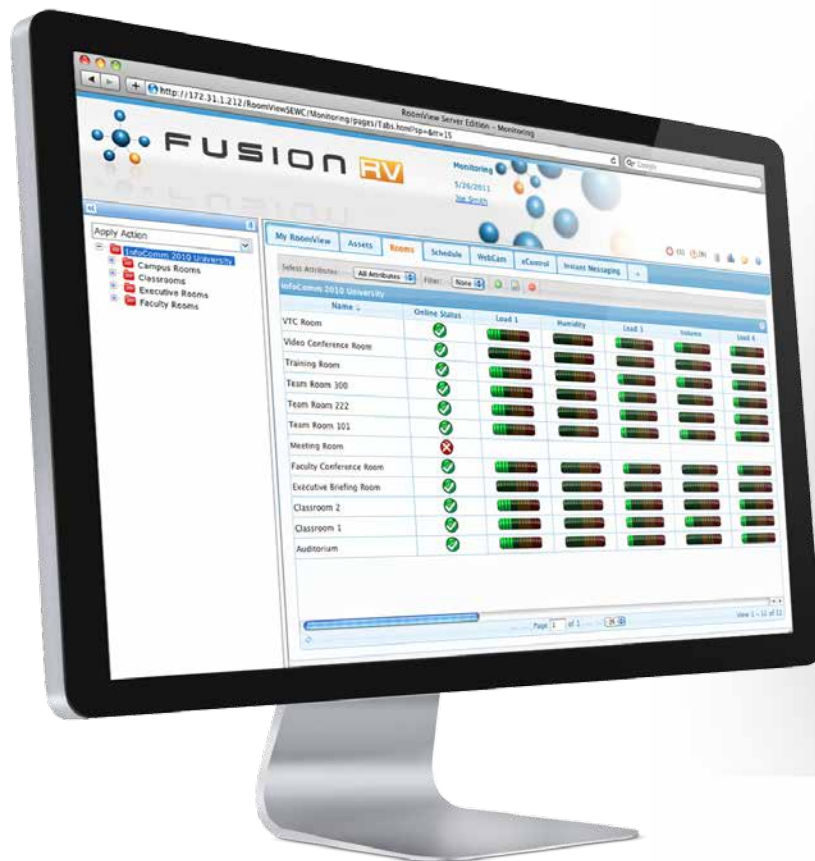 RoomView Server Edition – Monitoring
http://172.31.1.212/RoomViewSEWC/Monitoring/pages/Tabs.html?sp=&rr=15
Google
FUSION RV
Monitoring
5/26/2011
Joe Smith
Apply Action
InfoComm 2010 University
Campus Rooms
Classrooms
Executive Rooms
Faculty Rooms
My RoomView Assets Rooms Schedule WebCam eControl Instant Messaging +
Select Attributes All Attributes Filter: None
InfoComm 2010 University
Name Online Status Load 1 Humidity Load 3 Volume Load 4
VTC Room
Video Conference Room
Training Room
Team Room 300
Team Room 222
Team Room 101
Meeting Room
Faculty Conference Room
Executive Briefing Room
Classroom 2
Classroom 1
Auditorium
Page 1 of 1
View 1 - 12 of 12